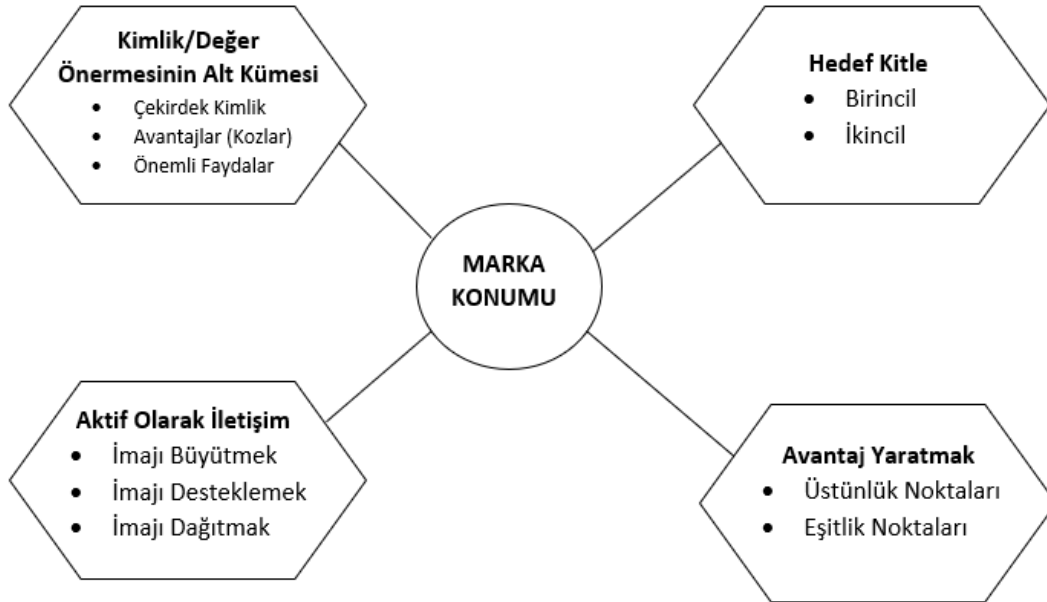 Kimlik/Değer
Önermesinin Alt Kümesi
• Çekirdek Kimlik
• Avantajlar (Kozlar)
• Önemli Faydalar
Hedef Kitle
• Birincil
• İkincil
MARKA
KONUMU
Aktif Olarak İletişim
• İmajı Büyütmek
• İmajı Desteklemek
• İmajı Dağıtmak
Avantaj Yaratmak
• Üstünlük Noktaları
• Eşitlik Noktaları